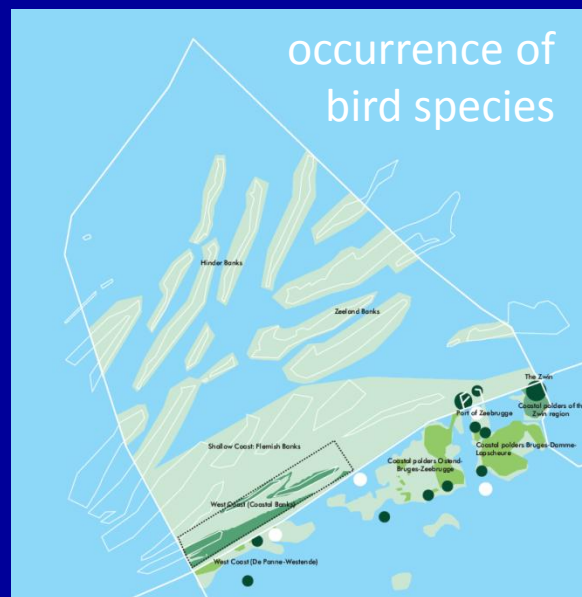 occurrence of
bird species
Hinder Banks
Zeeland Banks
The Zwin
Port of Zeebrugge
Coastal polders of the
Zwin region
Shallow Coast: Flemish Banks
Coastal polders Bruges-Damme-
Lapscheure
Coastal polders Ostend-
Bruges-Zeebrugge
West Coast (Coastal Banks)
West Coast (De Panne-Westende)